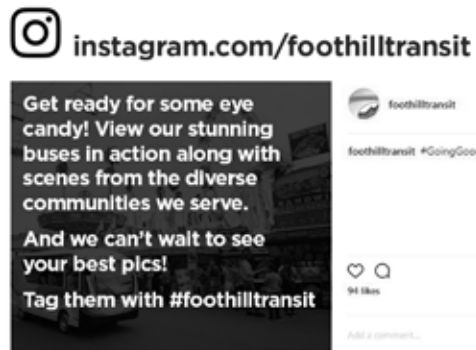 instagram.com/foothilltransit
Get ready for some eye
candy! View our stunning
buses in action along with
scenes from the diverse
communities we serve.
And we can't wait to see
your best pics!
Tag them with #foothilltransit
foothilltransit
foothilltransit #GoingGoo
94 likes
Add a comment...